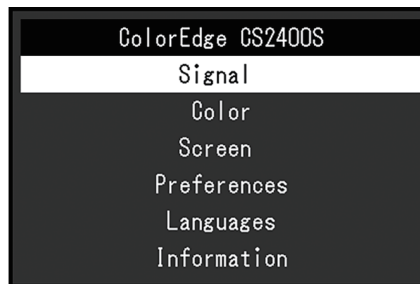 ColorEdge CS2400S
Signal
Color
Screen
Preferences
Languages
Information